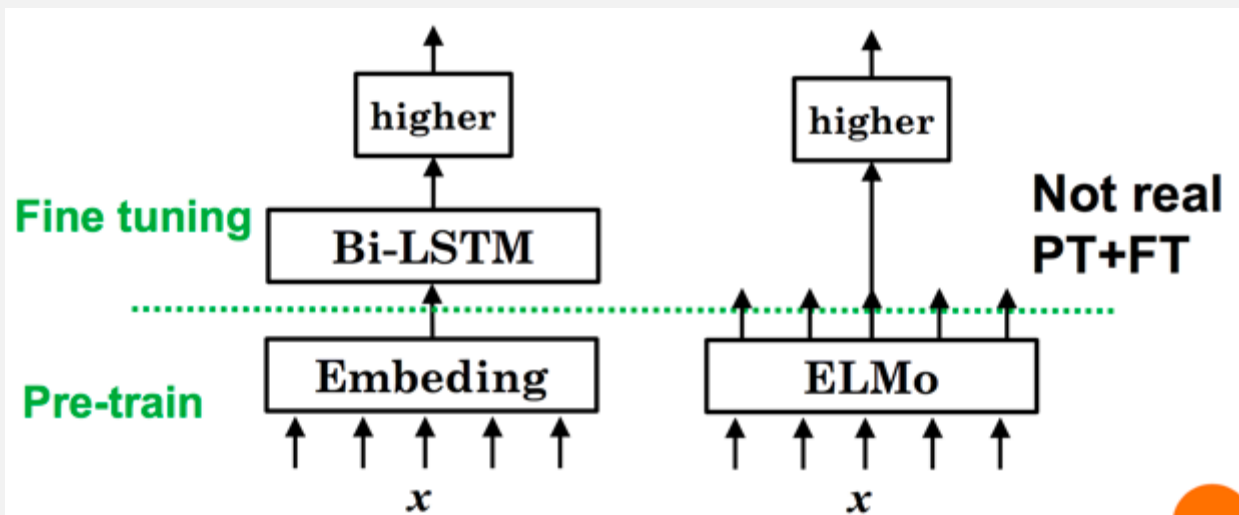 higher
higher
Fine tuning
Bi-LSTM
Not real
PT+FT
Pre-train
Embeding
ELMo
x
x